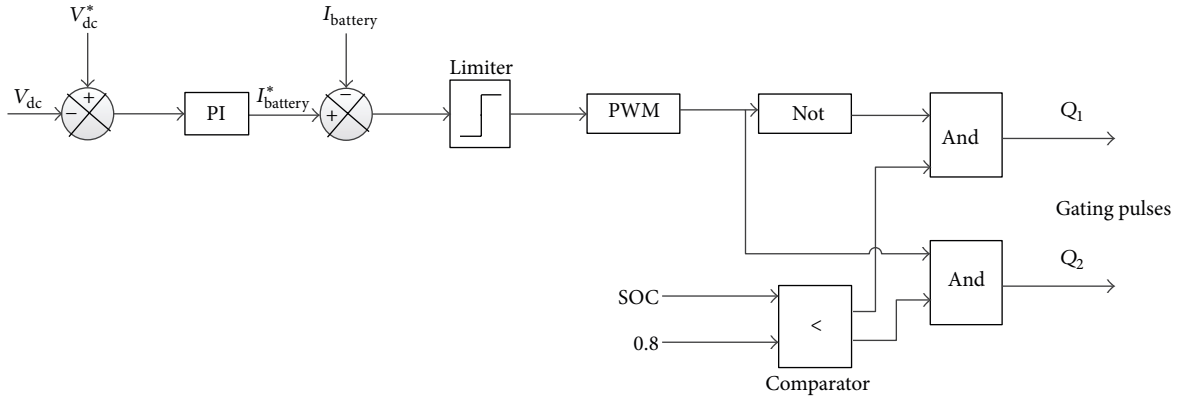 V*dc
Ibattery
Vdc
+
−
PI
I*battery
−
+
Limiter
PWM
Not
And
Q1
Gating pulses
And
Q2
SOC
0.8
<
Comparator